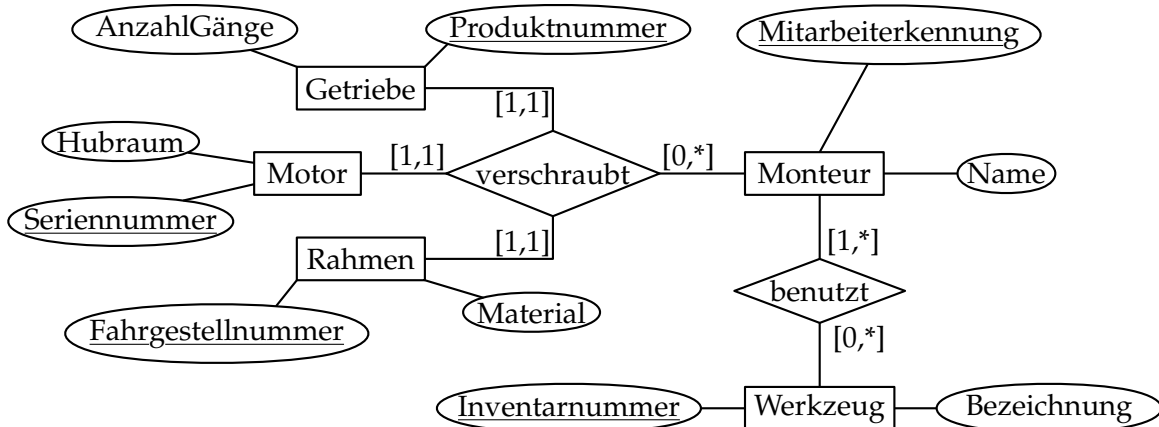 AnzahlGänge
Produktnummer
Mitarbeiterkennung
Getriebe
[1,1]
Hubraum
Motor
[1,1]
verschraubt
[0,*]
Monteur
Name
Seriennummer
Rahmen
[1,1]
[1,*]
benutzt
Fahrgestellnummer
Material
[0,*]
Inventarnummer
Werkzeug
Bezeichnung